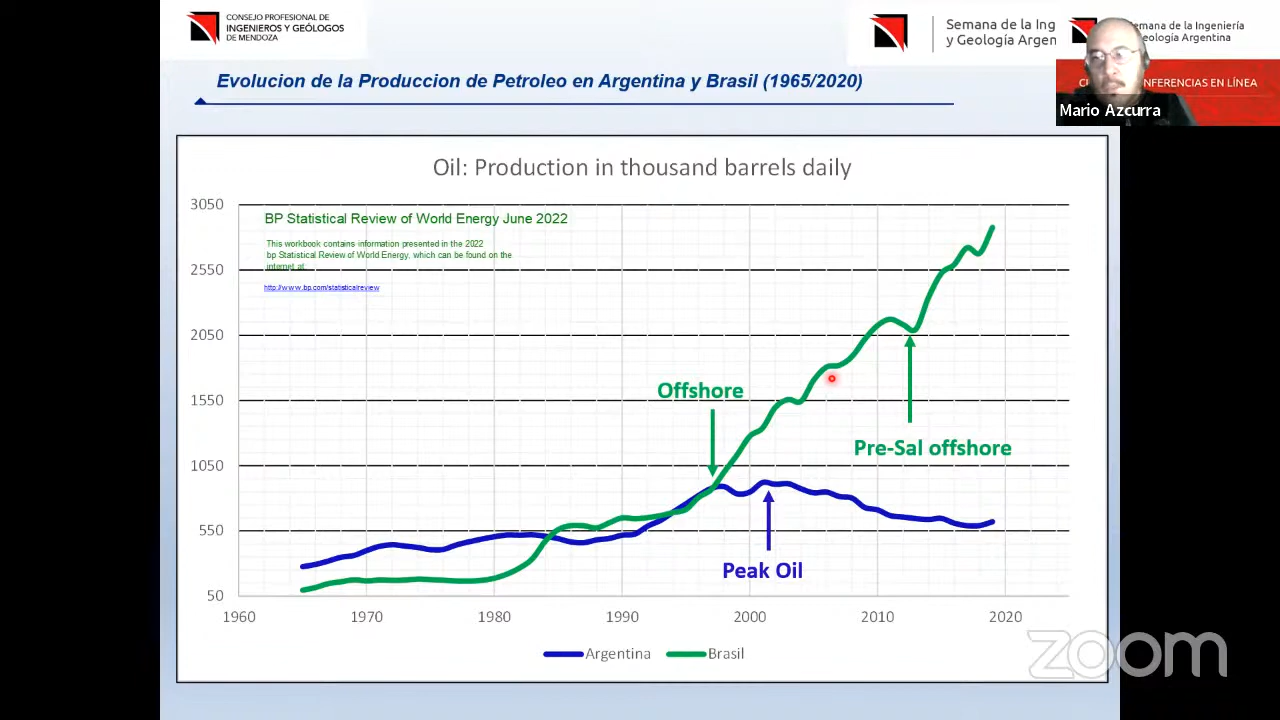 CONSEJO PROFESIONAL DE
INGENIEROS Y GEÓLOGOS
DE MENDOZA
Semana de la Ing
y Geología Argen
emana de la Ingeniería
eología Argentina
NFERENCIAS EN LÍNEA
Mario Azcurra
Evolucion de la Produccion de Petroleo en Argentina y Brasil (1965/2020)
Oil: Production in thousand barrels daily
3050
BP Statistical Review of World Energy June 2022
This workbook contains information presented in the 2022
bp Statistical Review of World Energy, which can be found on the
internet at
2550
http://www.bp.com/statisticalreview
2050
1550
Offshore
Pre-Sal offshore
1050
550
Peak Oil
50
1960 1970 1980 1990 2000 2010 2020
Argentina Brasil
zoom